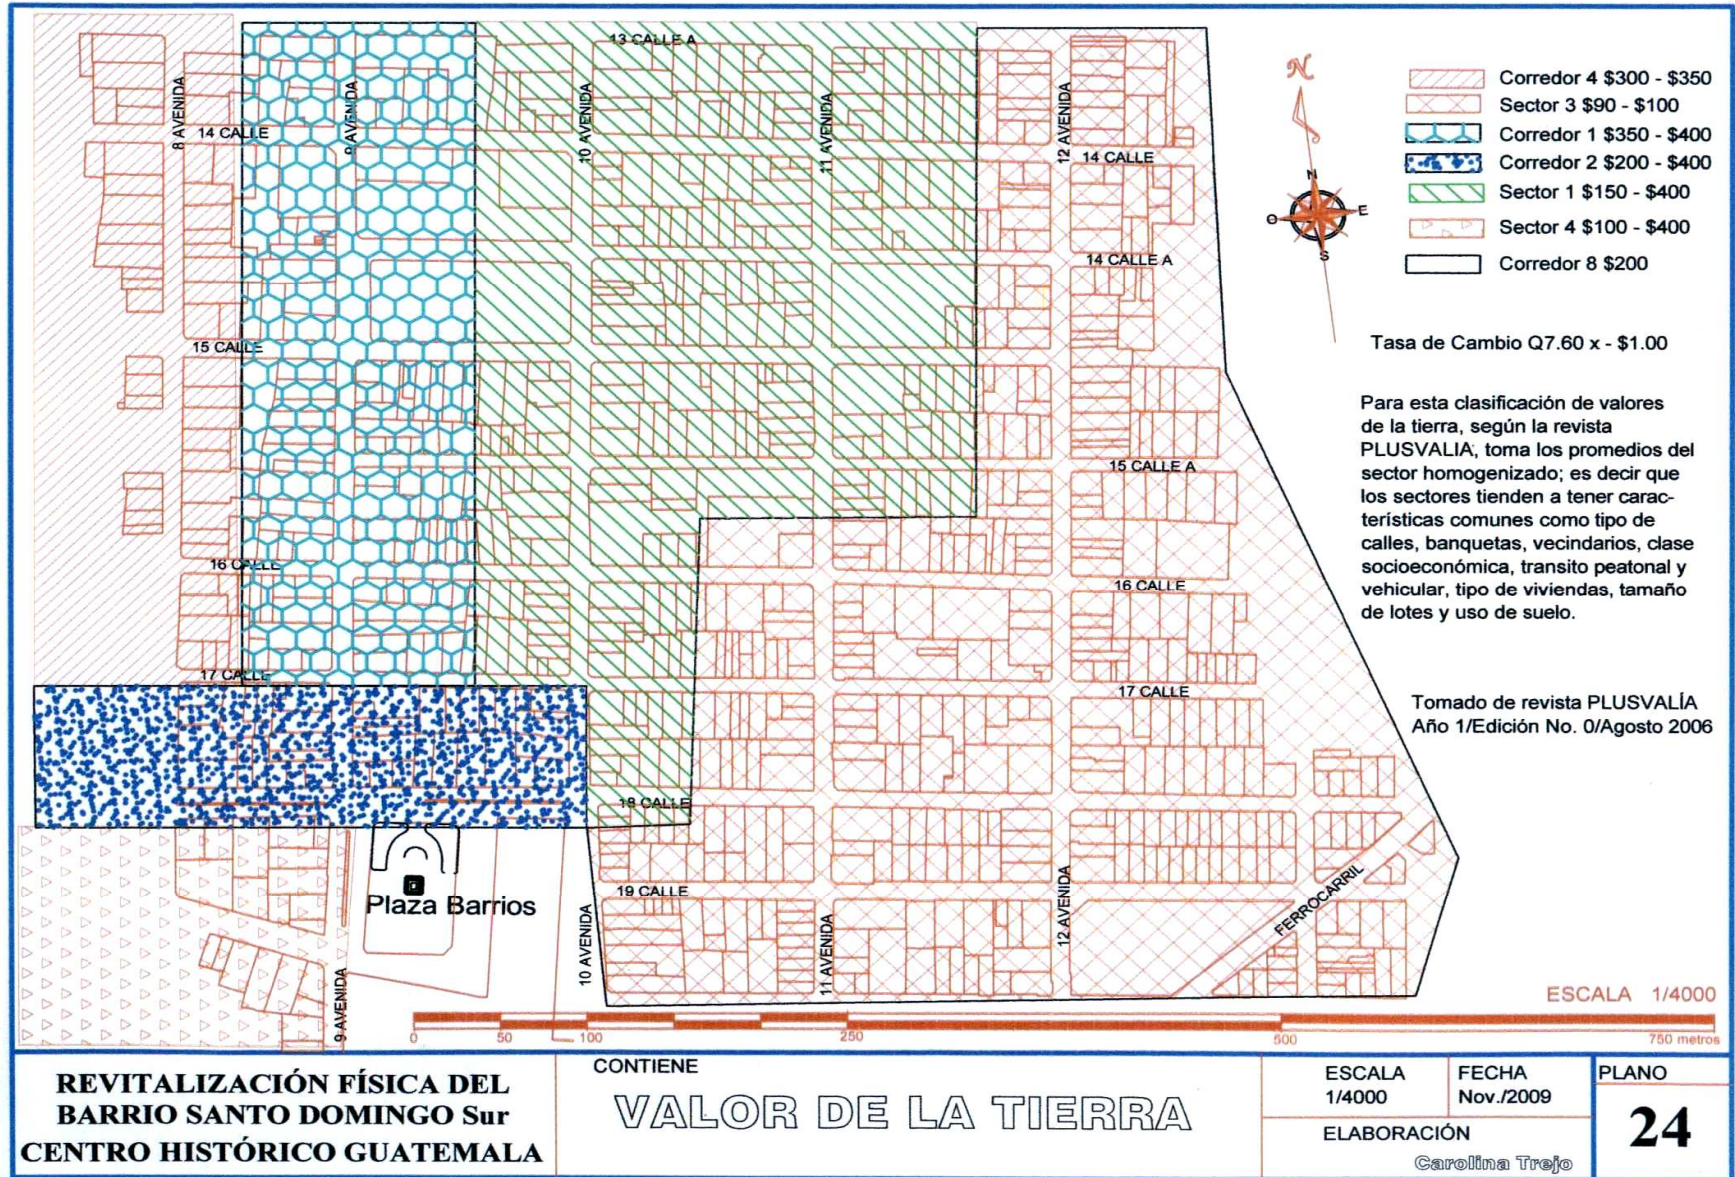 13 CALLE A
8 AVENIDA
9 AVENIDA
10 AVENIDA
11 AVENIDA
12 AVENIDA
14 CALLE
14 CALLE
14 CALLE A
15 CALLE
15 CALLE A
16 CALLE
16 CALLE
17 CALLE
17 CALLE
18 CALLE
19 CALLE
Plaza Barrios
9 AVENIDA
10 AVENIDA
11 AVENIDA
12 AVENIDA
FERROCARRIL
N
N
O
E
S
Corredor 4 $300 - $350
Sector 3 $90 - $100
Corredor 1 $350 - $400
Corredor 2 $200 - $400
Sector 1 $150 - $400
Sector 4 $100 - $400
Corredor 8 $200
Tasa de Cambio Q7.60 x - $1.00
Para esta clasificación de valores
de la tierra, según la revista
PLUSVALIA, toma los promedios del
sector homogenizado; es decir que
los sectores tienden a tener carac-
terísticas comunes como tipo de
calles, banquetas, vecindarios, clase
socioeconómica, transito peatonal y
vehicular, tipo de viviendas, tamaño
de lotes y uso de suelo.
Tomado de revista PLUSVALÍA
Año 1/Edición No. 0/Agosto 2006
ESCALA 1/4000
0 50 100 250 500 750 metros
REVITALIZACIÓN FÍSICA DEL
BARRIO SANTO DOMINGO Sur
CENTRO HISTÓRICO GUATEMALA
CONTIENE
VALOR DE LA TIERRA
ESCALA
1/4000
FECHA
Nov./2009
ELABORACIÓN
Carolina Trejo
PLANO
24